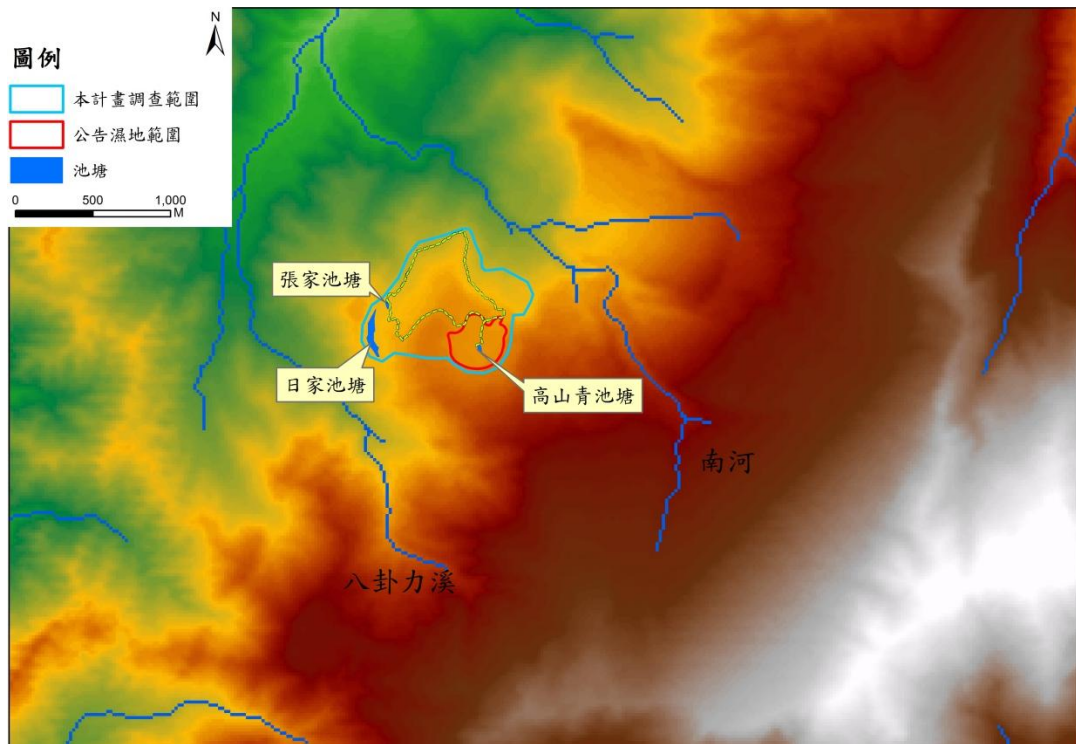 N
圖例
本計畫調查範圍
公告濕地範圍
池塘
0 500 1,000
M
張家池塘
日家池塘
高山青池塘
南河
八卦力溪